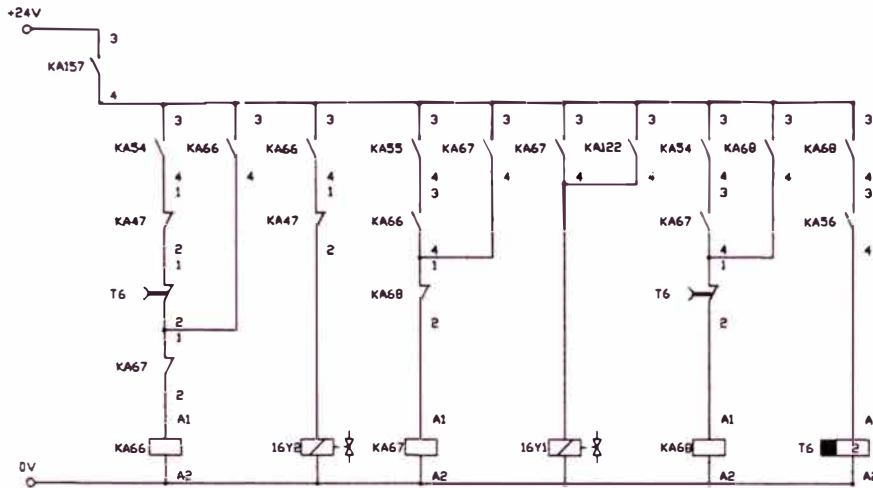 +24V
3
KA157
4
3 3 3 3 3 3 3 3 3 3
KA54 KA66 KA66 KA55 KA67 KA67 KA122 KA54 KA68 KA68
4 4 4 4 4 4 4 4 4 4
1 1 3 3 3
KA47 KA47 KA66 KA67 KA56
2 2 4 4 4
1 1 1
T6 KA68 T6
2 2 2
1
KA67
2
A1 A1 A1 A
KA66 16Y2 KA67 16Y1 KA68 T6 2
0V
A2 A2 A2 A2